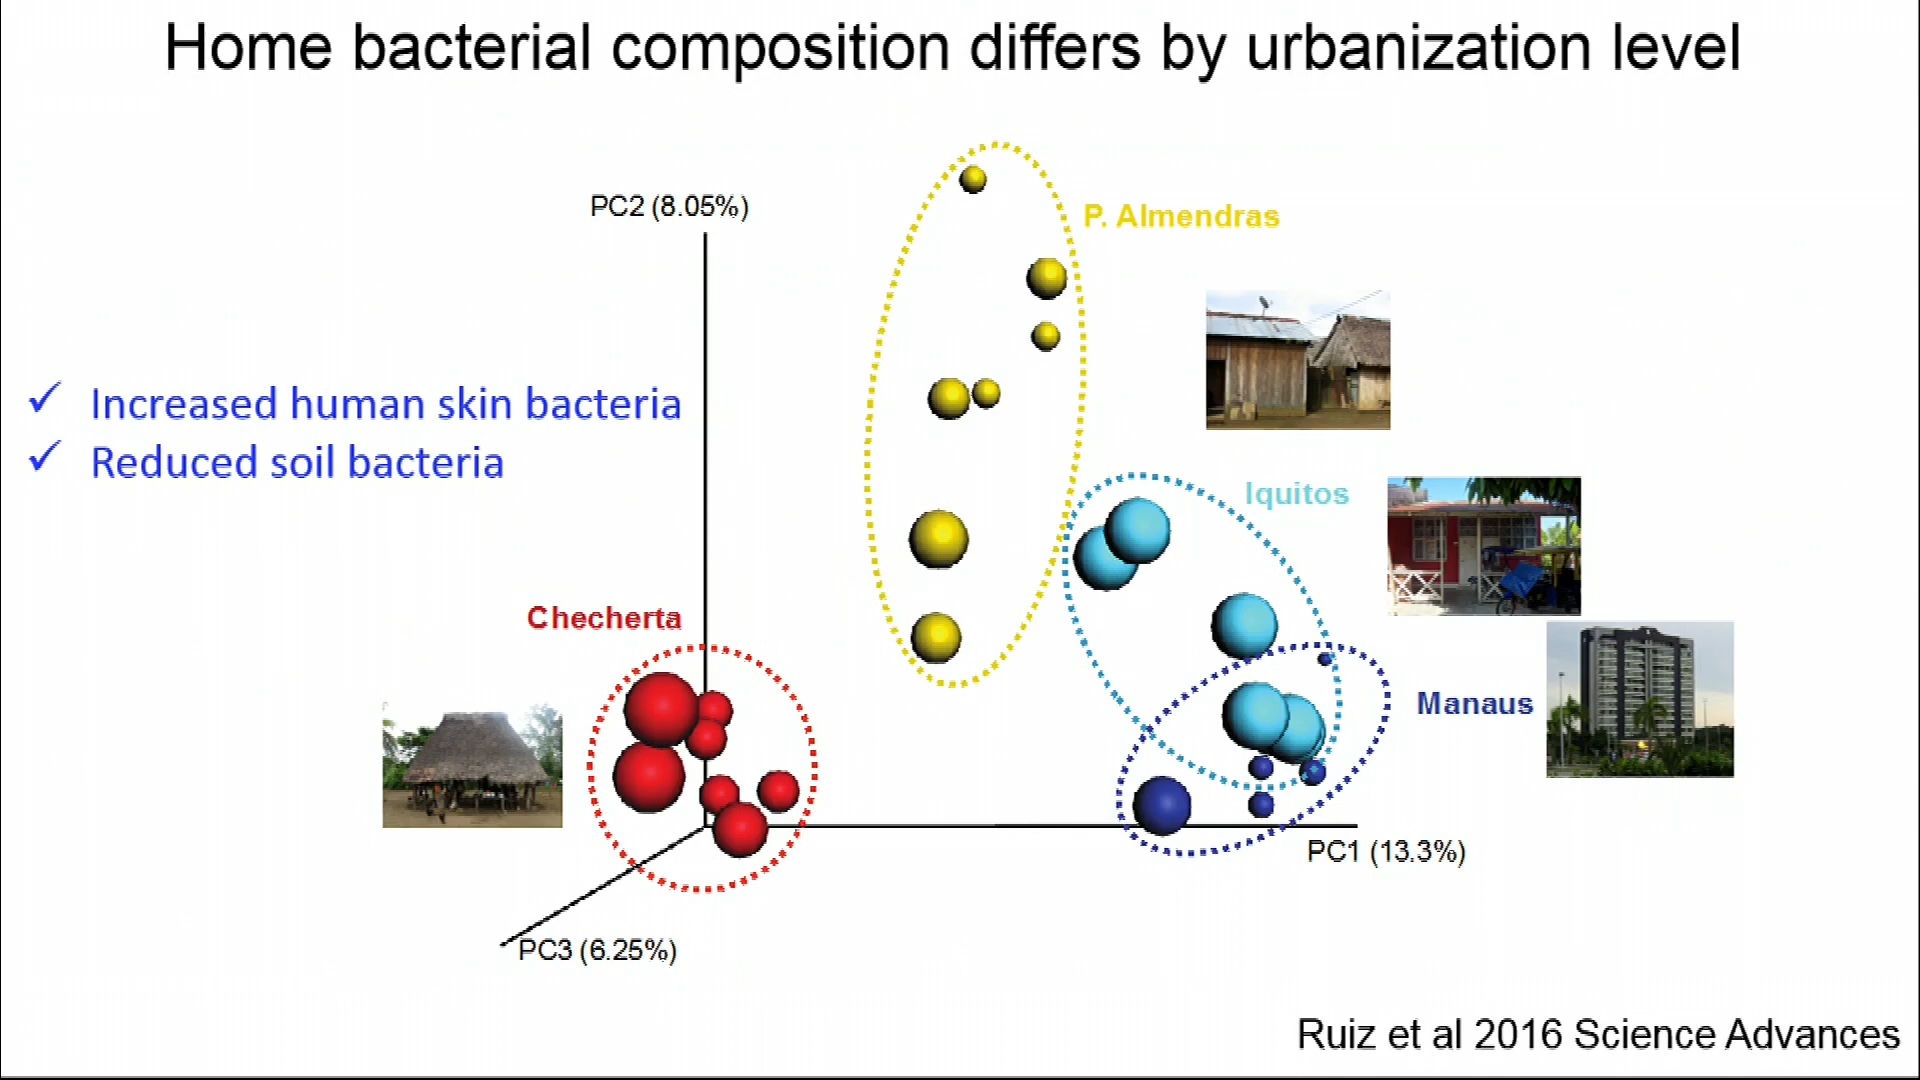 Home bacterial composition differs by urbanization level
PC2 (8.05%)
P. Almendras
✓ Increased human skin bacteria
✓ Reduced soil bacteria
Iquitos
Checherta
Manaus
PC1 (13.3%)
PC3 (6.25%)
Ruiz et al 2016 Science Advances